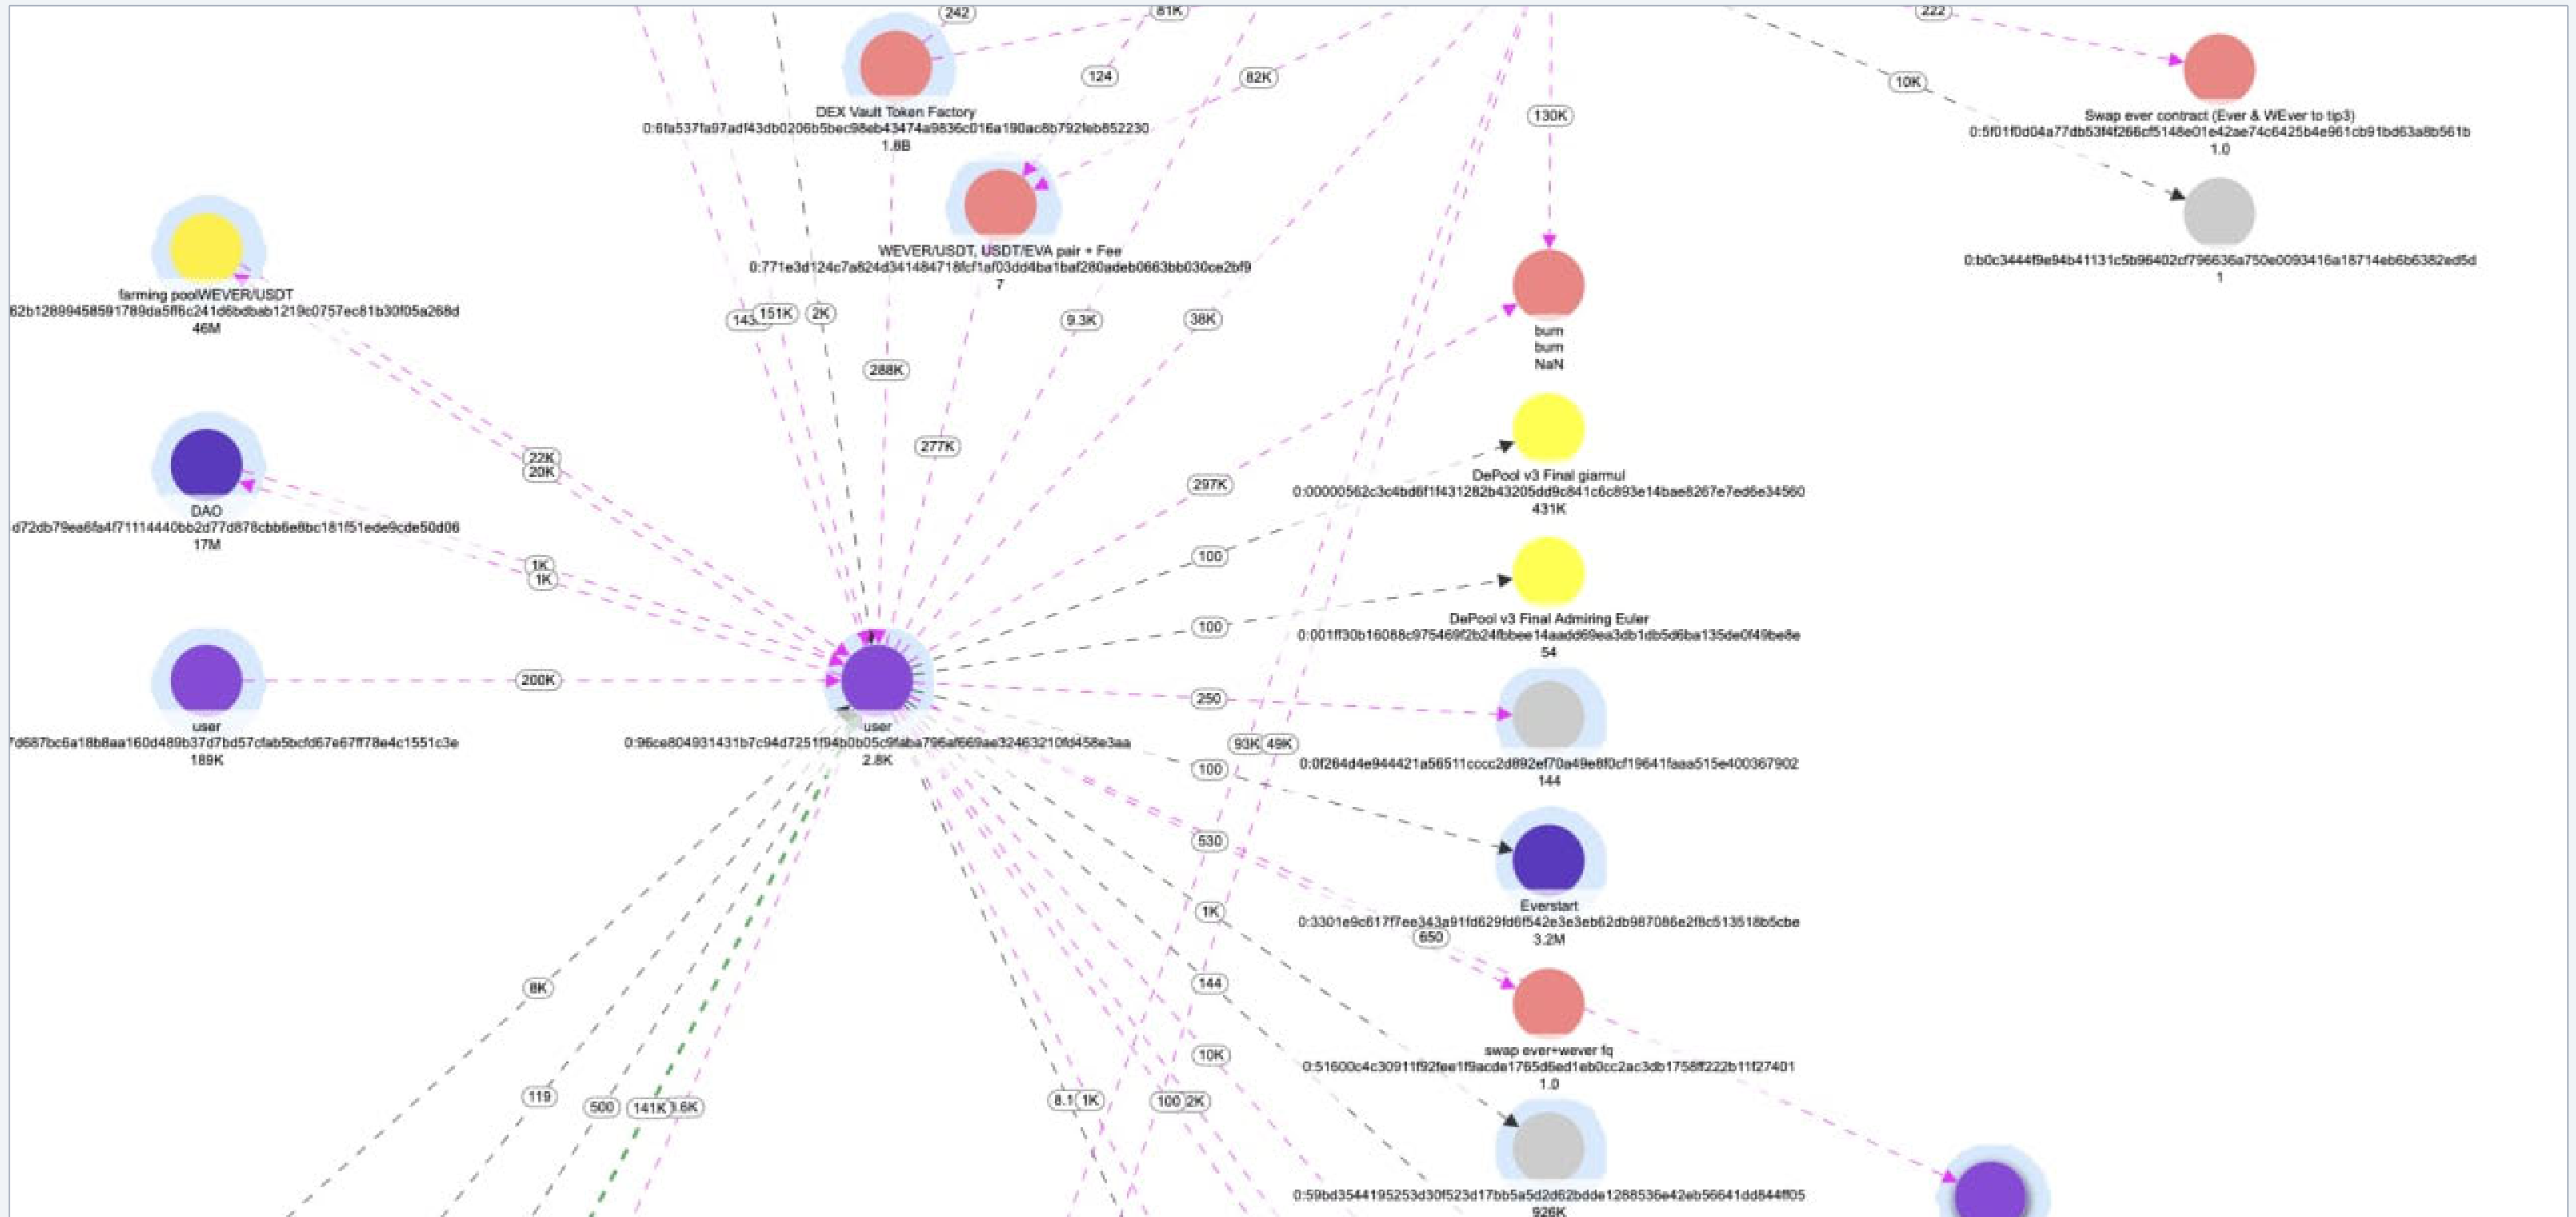 242
81K
222
124
82K
10K
130K
DEX Vault Token Factory
0:6fa537fa97adf43db0206b5bec98eb43474a9836c016a190ac8b792feb852230
1.8B
Swap ever contract (Ever & WEver to tip3)
0:5f01f0d04a77db53f4f266cf5148e01e42ae74c6425b4e961cb91bd63a8b561b
1.0
WEVER/USDT, USDT/EVA pair + Fee
0:771e3d124c7a624d341484718fcf1af03dd4ba1baf280adeb0663bb030ce2bf9
7
0:b0c3444f9e94b41131c5b96402cf796636a750e0093416a18714eb6b6382ed5d
1
farming poolWEVER/USDT
62b12899458591789da5ff6c241d6bdbab1219c0757ec81b30f05a268d
46M
143
151K
2K
9.3K
38K
288K
burn
burn
NaN
277K
22K
20K
297K
DePool v3 Final giarmul
0:00000562c3c4bd6f1f431282b43205dd9c841c6c893e14bae8267e7ed6e34560
431K
DAO
d72db79ea6fa4f71114440bb2d77d878cbb6e8bc181f51ede9cde50d06
17M
1K
1K
100
100
DePool v3 Final Admiring Euler
0:001ff30b16088c975469f2b24fbbee14aadd69ea3db1db5d6ba135de0f49be8e
54
200K
250
user
7d687bc6a18b8aa160d489b37d7bd57cfab5bcfd67e67ff78e4c1551c3e
189K
user
0:96ce804931431b7c94d7251f94b0b05c9faba796af669ae32463210fd458e3aa
2.8K
93K
49K
100
0:0f264d4e944421a56511cccc2d892ef70a49e8f0cf19641faaa515e400367902
144
530
1K
Everstart
0:3301e9c617f7ee343a91fd629fd6f542e3e3eb62db987086e2f8c513518b5cbe
3.2M
650
8K
144
10K
swap ever+wever fq
0:51600c4c30911f92fee1f9acde1765d6ed1eb0cc2ac3db1758ff222b11f27401
1.0
119
500
141K
.6K
8.1
1K
100
2K
0:59bd3544195253d30f523d17bb5a5d2d62bdde1288536e42eb56641dd844ff05
926K